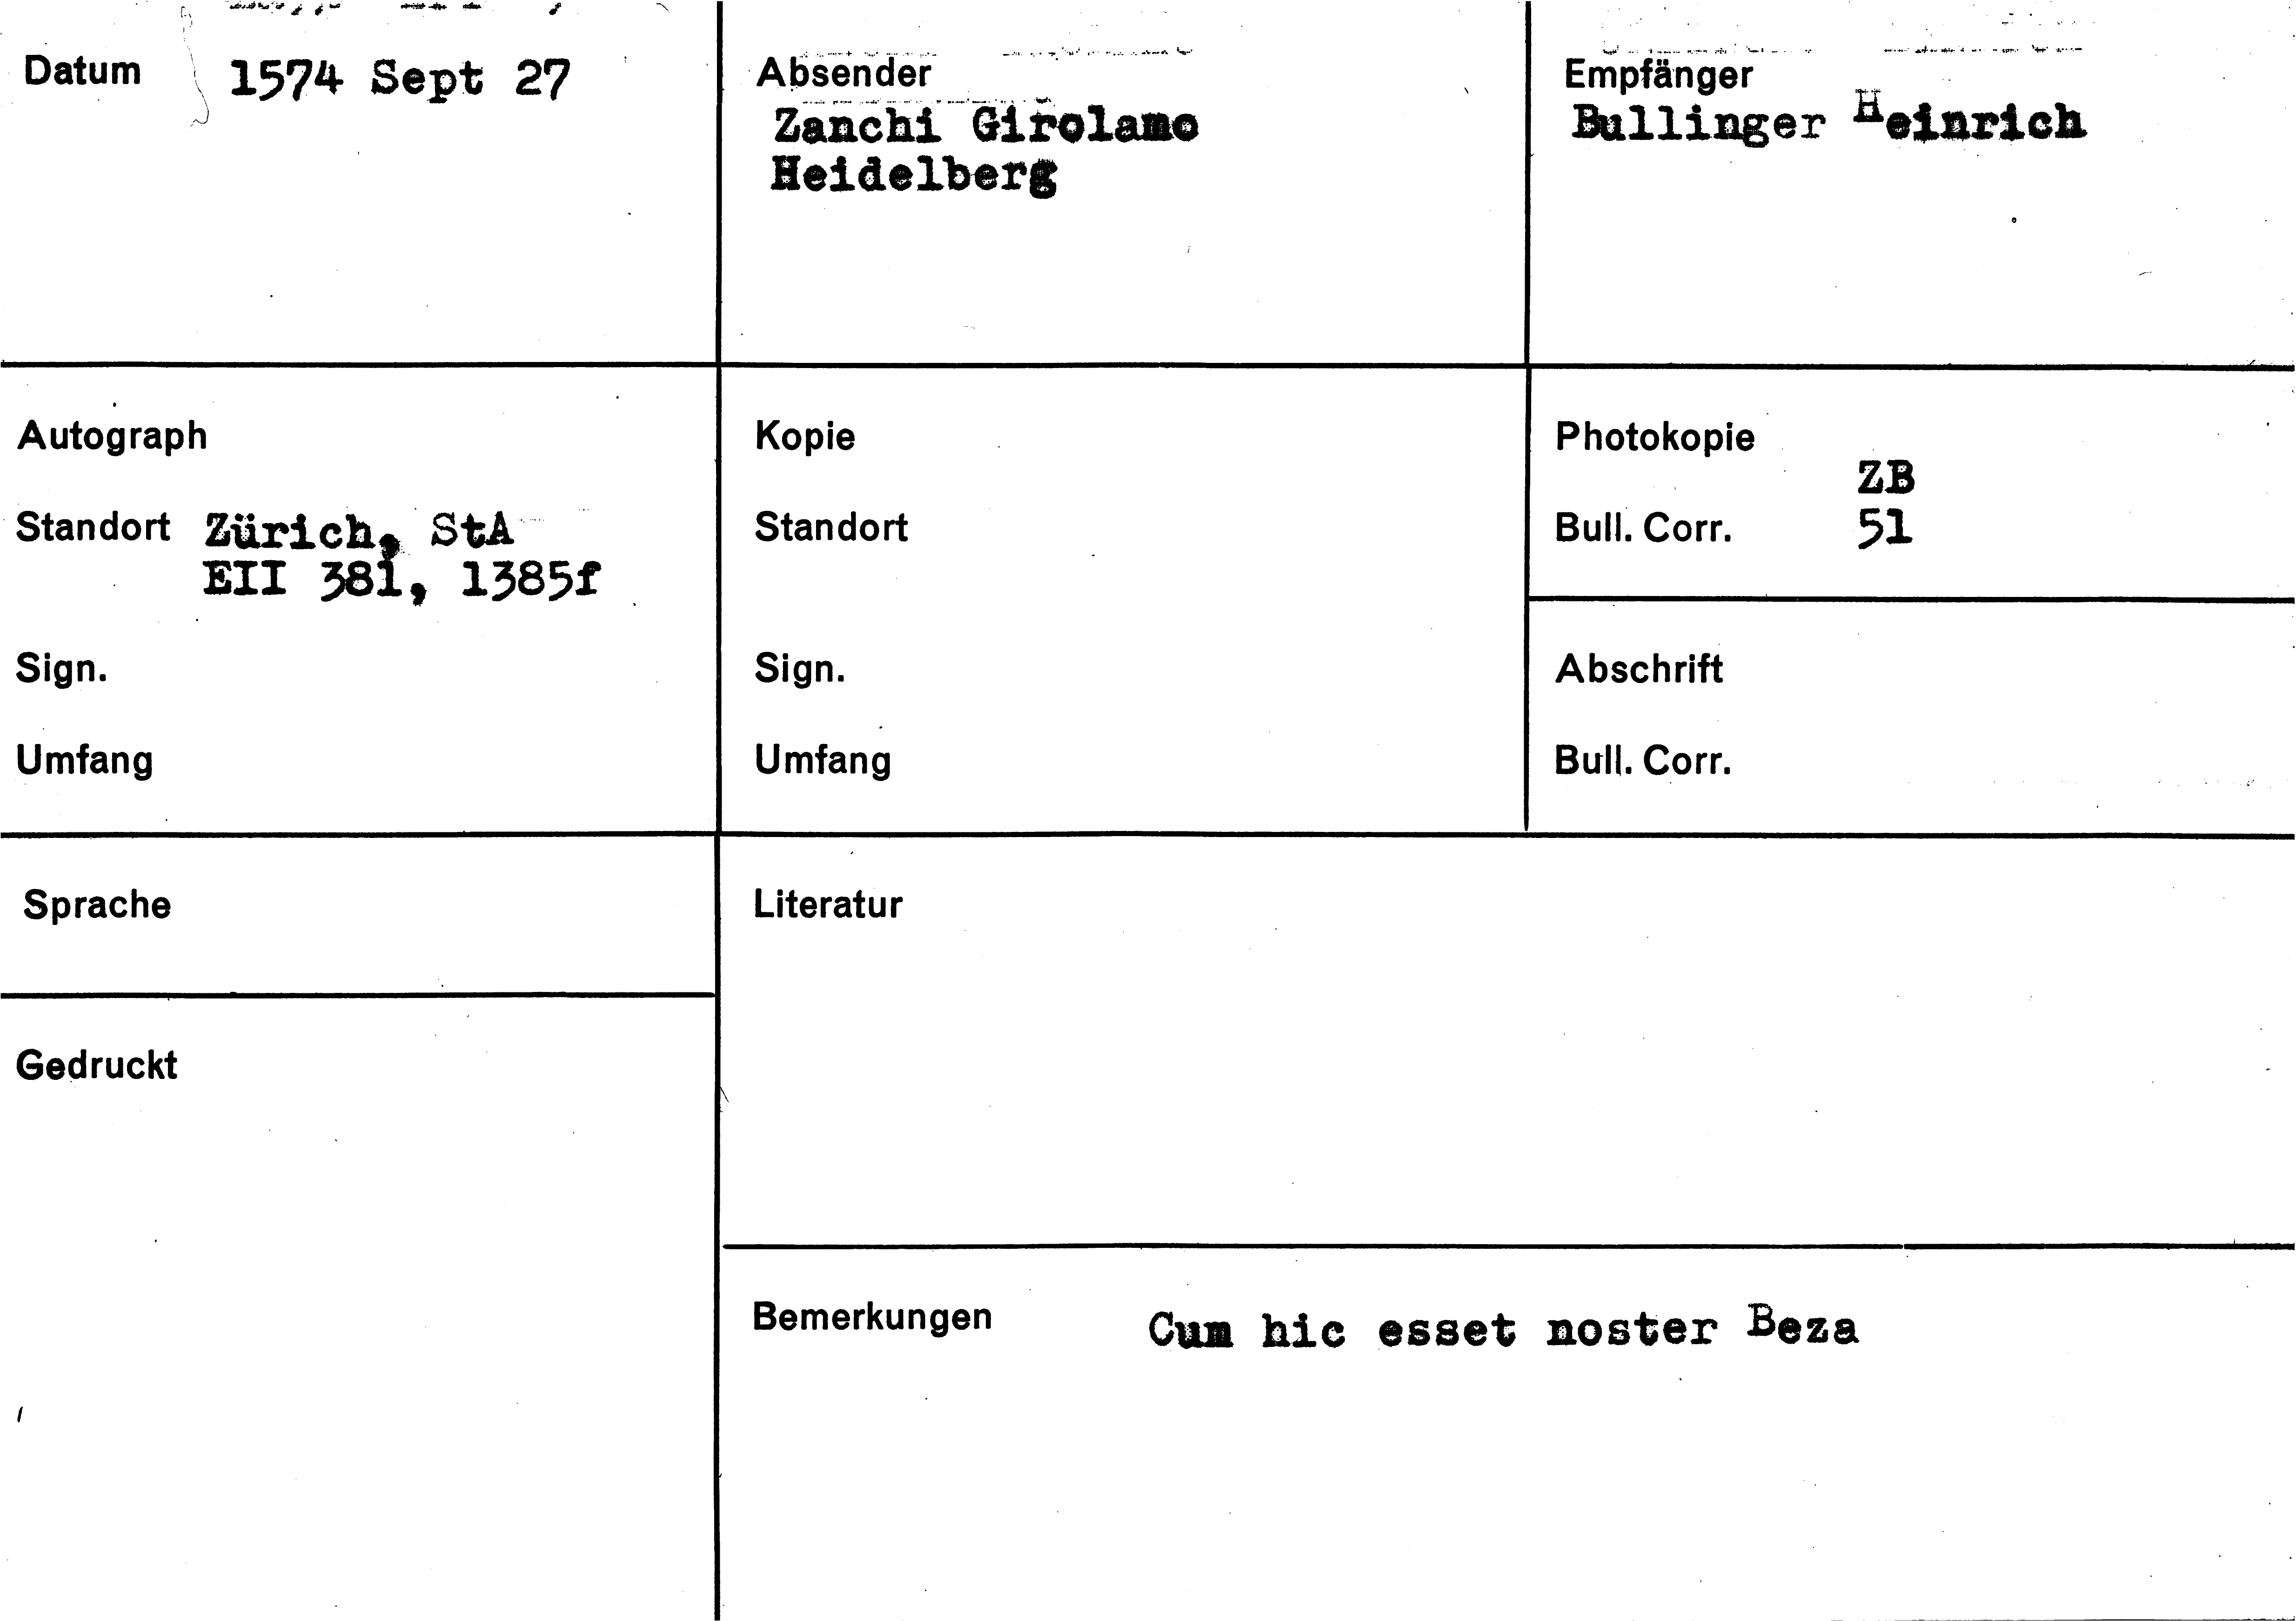 Datum 1574 Sept 27
Absender
Zanchi Girolamo
Heidelberg
Empfänger
Bullinger Heinrich
Autograph
Standort Zürich, StA
EII 381, 1385f
Sign.
Umfang
Kopie
Standort
Sign.
Umfang
Photokopie
ZB
Bull. Corr. 51
Abschrift
Bull. Corr.
Sprache
Gedruckt
Literatur
Bemerkungen Cum hic esset noster Beza